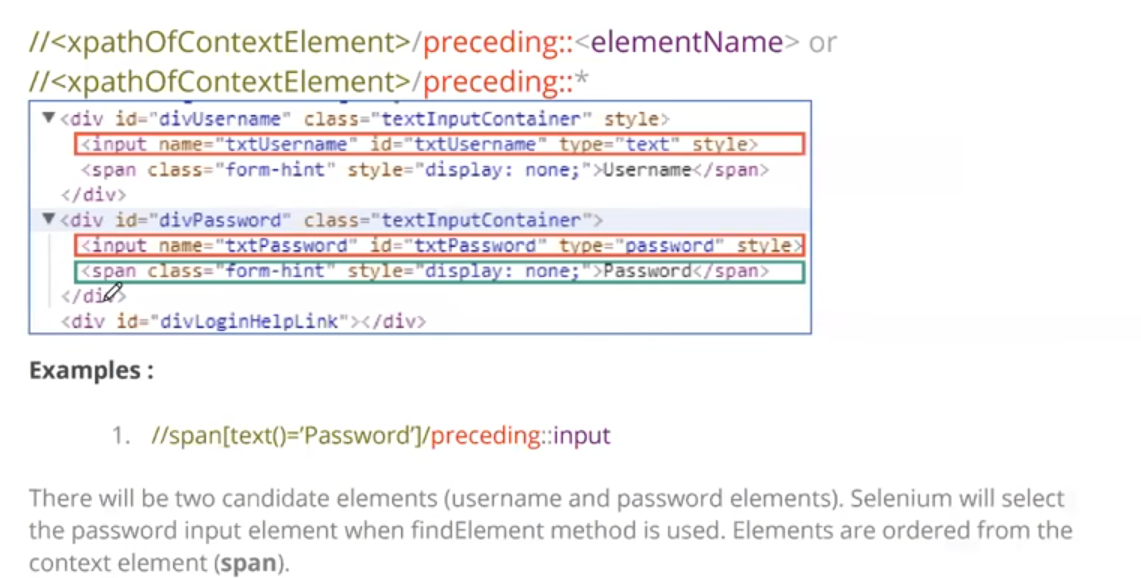 //<xpathOfContextElement>/preceding::<elementName> or
//<xpathOfContextElement>/preceding::*
▼<div id="divUsername" class="textInputContainer" style>
<input name="txtUsername" id="txtUsername" type="text" style>
<span class="form-hint" style="display: none;">Username</span>
</div>
▼<div id="divPassword" class="textInputContainer">
<input name="txtPassword" id="txtPassword" type="password" style>
<span class="form-hint" style="display: none;">Password</span>
</div>
<div id="divLoginHelpLink"></div>
Examples :
1. //span[text()=’Password’]/preceding::input
There will be two candidate elements (username and password elements). Selenium will select
the password input element when findElement method is used. Elements are ordered from the
context element (span).